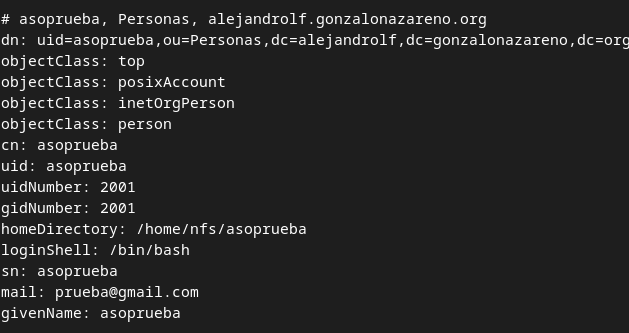 # asoprueba, Personas, alejandrolf.gonzalonazareno.org
dn: uid=asoprueba,ou=Personas,dc=alejandrolf,dc=gonzalonazareno,dc=org
objectClass: top
objectClass: posixAccount
objectClass: inetOrgPerson
objectClass: person
cn: asoprueba
uid: asoprueba
uidNumber: 2001
gidNumber: 2001
homeDirectory: /home/nfs/asoprueba
loginShell: /bin/bash
sn: asoprueba
mail: prueba@gmail.com
givenName: asoprueba